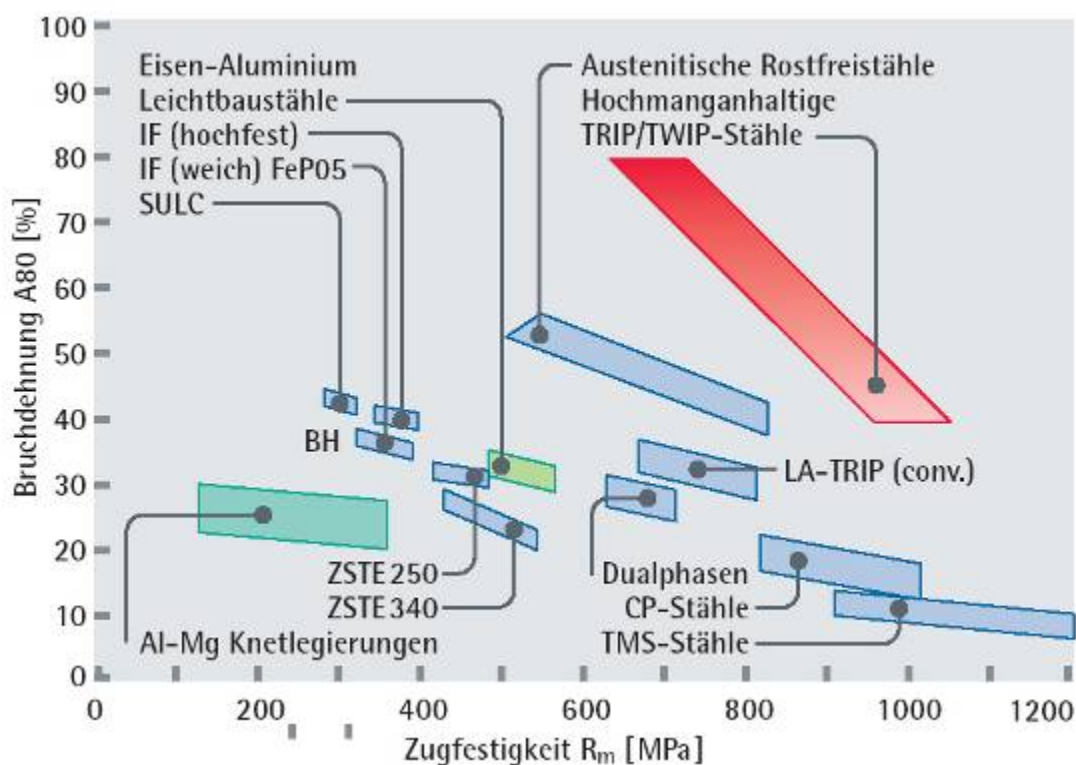 100
90
80
70
60
50
40
30
20
10
0
Bruchdehnung A80 [%]
Eisen-Aluminium
Leichtbaustähle
IF (hochfest)
IF (weich) FeP05
SULC
Austenitische Rostfreistähle
Hochmanganhaltige
TRIP/TWIP-Stähle
BH
LA-TRIP (conv.)
ZSTE 250
ZSTE 340
Al-Mg Knetlegierungen
Dualphasen
CP-Stähle
TMS-Stähle
0 200 400 600 800 1000 1200
Zugfestigkeit Rm [MPa]